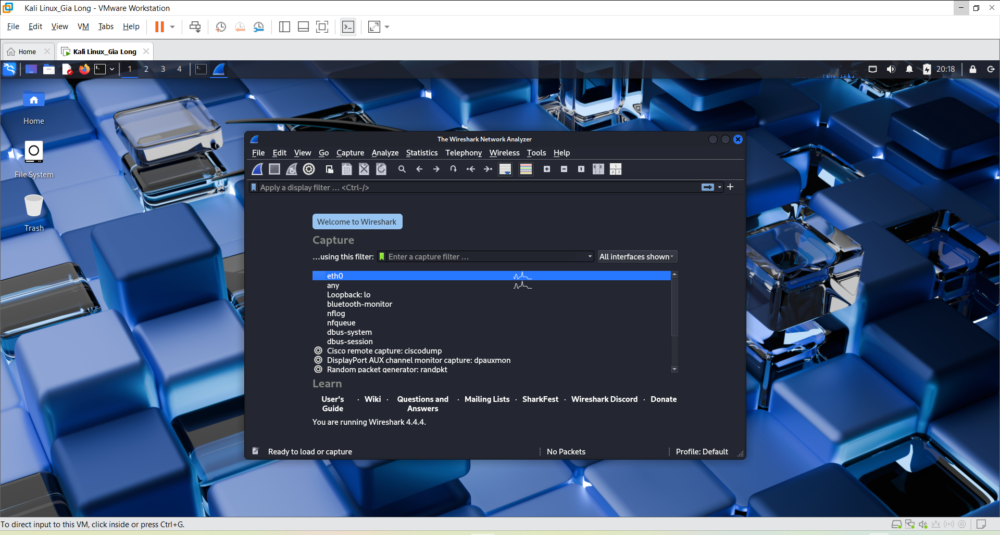 Kali Linux_Gia Long - VMware Workstation
File Edit View VM Tabs Help
Home Kali Linux_Gia Long
1 2 3 4 20:18
Home
File System
Trash
The Wireshark Network Analyzer
File Edit View Go Capture Analyze Statistics Telephony Wireless Tools Help
Apply a display filter … <Ctrl-/>
Welcome to Wireshark
Capture
…using this filter: Enter a capture filter … All interfaces shown
eth0
any
Loopback: lo
bluetooth-monitor
nflog
nfqueue
dbus-system
dbus-session
Cisco remote capture: ciscodump
DisplayPort AUX channel monitor capture: dpauxmon
Random packet generator: randpkt
Learn
User's Guide · Wiki · Questions and Answers · Mailing Lists · SharkFest · Wireshark Discord · Donate
You are running Wireshark 4.4.4.
Ready to load or capture No Packets Profile: Default
To direct input to this VM, click inside or press Ctrl+G.